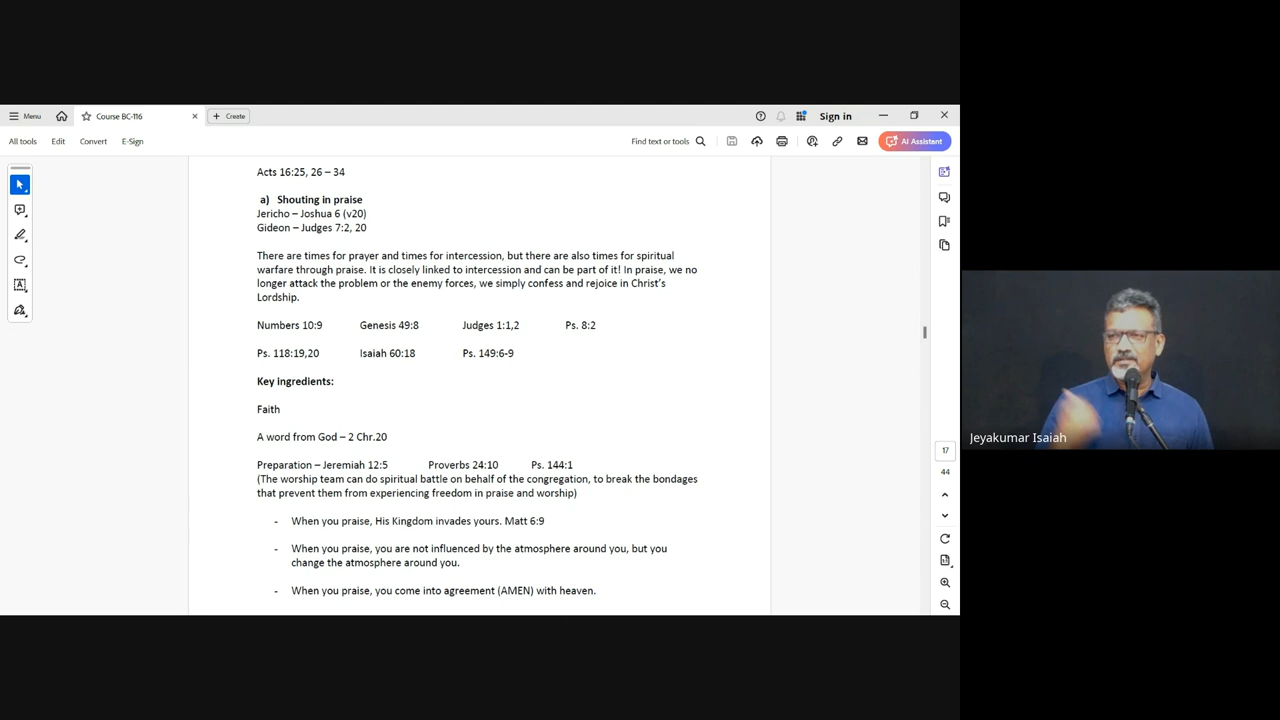 Menu
Course BC-116
Create
Sign in
All tools
Edit
Convert
E-Sign
Find text or tools
AI Assistant
Acts 16:25, 26 – 34
a) Shouting in praise
Jericho – Joshua 6 (v20)
Gideon – Judges 7:2, 20
There are times for prayer and times for intercession, but there are also times for spiritual
warfare through praise. It is closely linked to intercession and can be part of it! In praise, we no
longer attack the problem or the enemy forces, we simply confess and rejoice in Christ's
Lordship.
Numbers 10:9 Genesis 49:8 Judges 1:1,2 Ps. 8:2
Ps. 118:19,20 Isaiah 60:18 Ps. 149:6-9
Key ingredients:
Faith
A word from God – 2 Chr.20
Preparation – Jeremiah 12:5 Proverbs 24:10 Ps. 144:1
(The worship team can do spiritual battle on behalf of the congregation, to break the bondages
that prevent them from experiencing freedom in praise and worship)
- When you praise, His Kingdom invades yours. Matt 6:9
- When you praise, you are not influenced by the atmosphere around you, but you
change the atmosphere around you.
- When you praise, you come into agreement (AMEN) with heaven.
17
44
Jeyakumar Isaiah